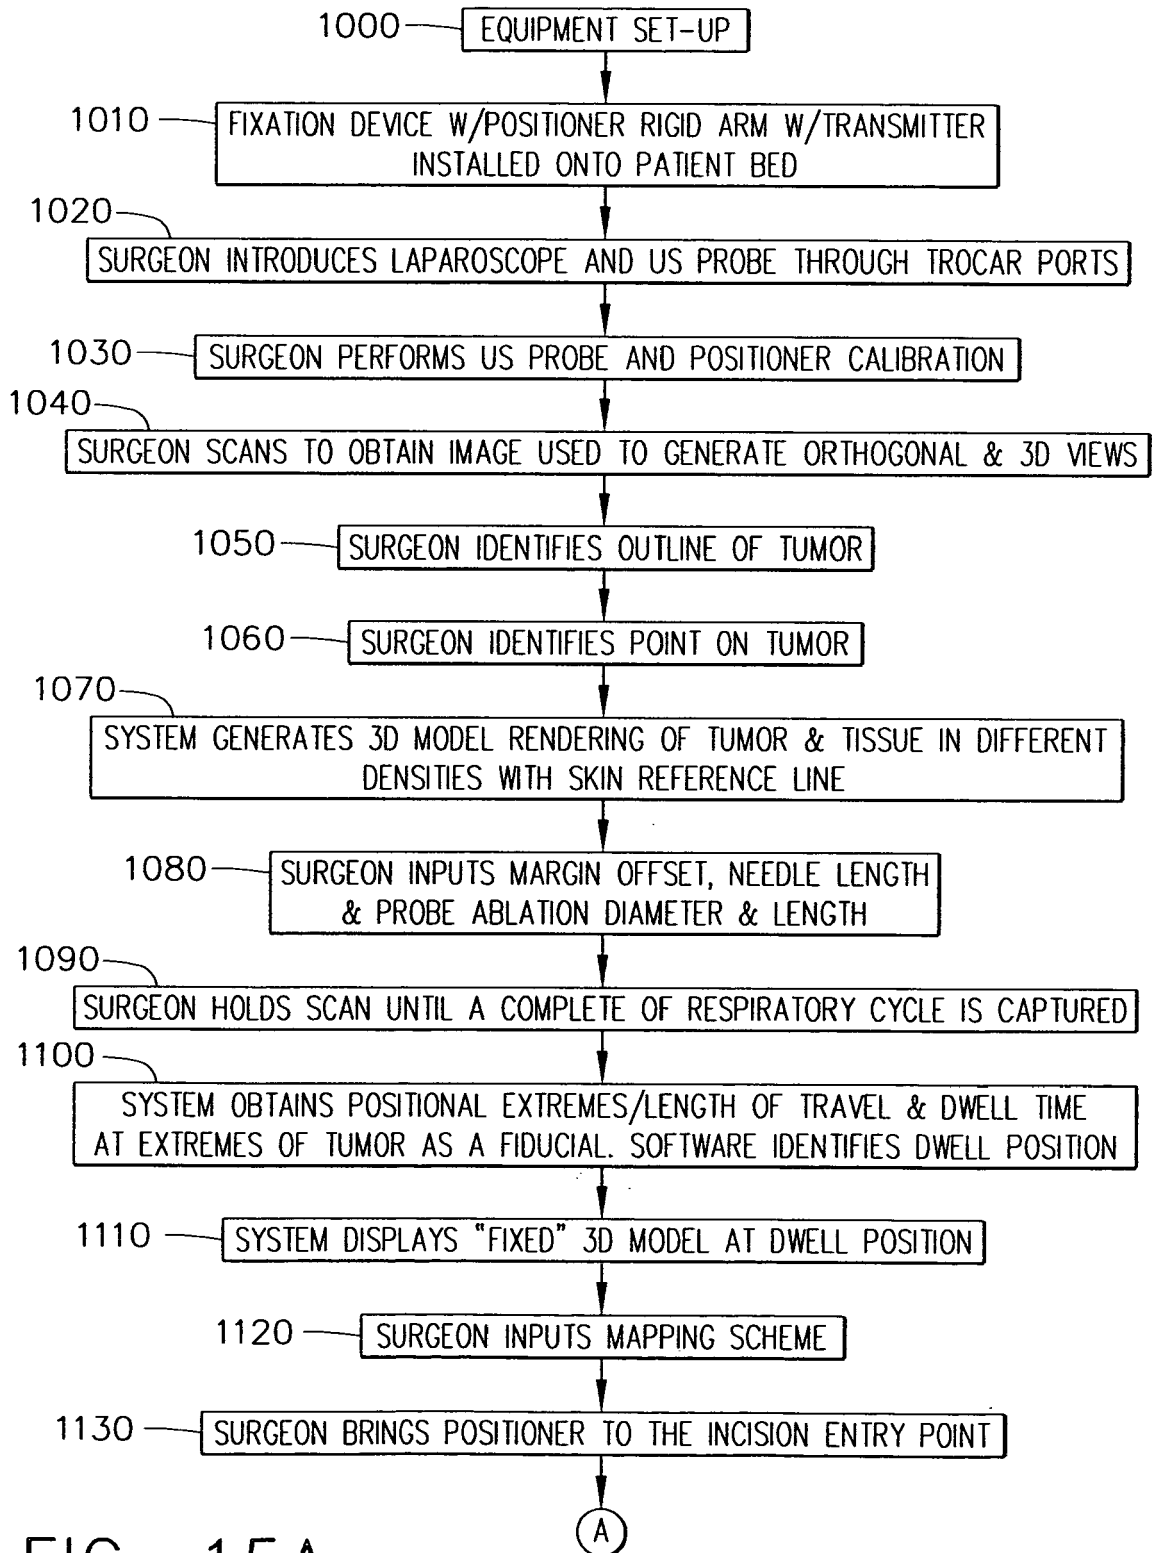 1000 EQUIPMENT SET-UP
1010 FIXATION DEVICE W/POSITIONER RIGID ARM W/TRANSMITTER
INSTALLED ONTO PATIENT BED
1020
SURGEON INTRODUCES LAPAROSCOPE AND US PROBE THROUGH TROCAR PORTS
1030 SURGEON PERFORMS US PROBE AND POSITIONER CALIBRATION
1040
SURGEON SCANS TO OBTAIN IMAGE USED TO GENERATE ORTHOGONAL & 3D VIEWS
1050 SURGEON IDENTIFIES OUTLINE OF TUMOR
1060 SURGEON IDENTIFIES POINT ON TUMOR
1070
SYSTEM GENERATES 3D MODEL RENDERING OF TUMOR & TISSUE IN DIFFERENT
DENSITIES WITH SKIN REFERENCE LINE
1080 SURGEON INPUTS MARGIN OFFSET, NEEDLE LENGTH
& PROBE ABLATION DIAMETER & LENGTH
1090
SURGEON HOLDS SCAN UNTIL A COMPLETE OF RESPIRATORY CYCLE IS CAPTURED
1100
SYSTEM OBTAINS POSITIONAL EXTREMES/LENGTH OF TRAVEL & DWELL TIME
AT EXTREMES OF TUMOR AS A FIDUCIAL. SOFTWARE IDENTIFIES DWELL POSITION
1110 SYSTEM DISPLAYS "FIXED" 3D MODEL AT DWELL POSITION
1120 SURGEON INPUTS MAPPING SCHEME
1130 SURGEON BRINGS POSITIONER TO THE INCISION ENTRY POINT
A
FIG. 15A